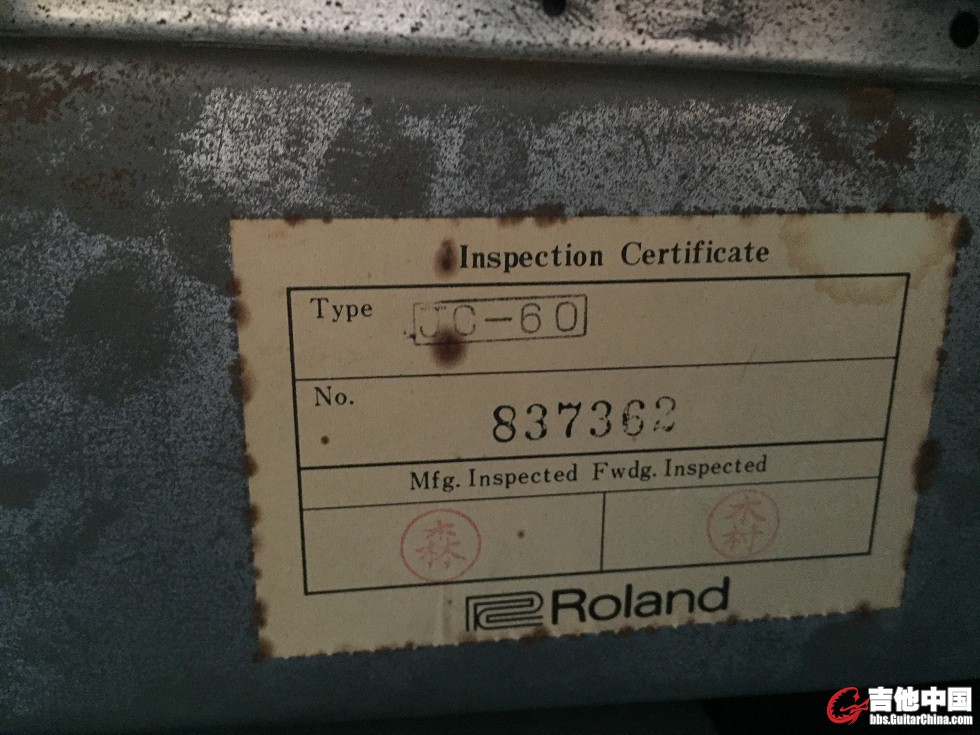 Inspection Certificate
Type JC-60
No. 837362
Mfg. Inspected Fwdg. Inspected
森 木村
Roland
吉他中国
bbs.GuitarChina.com